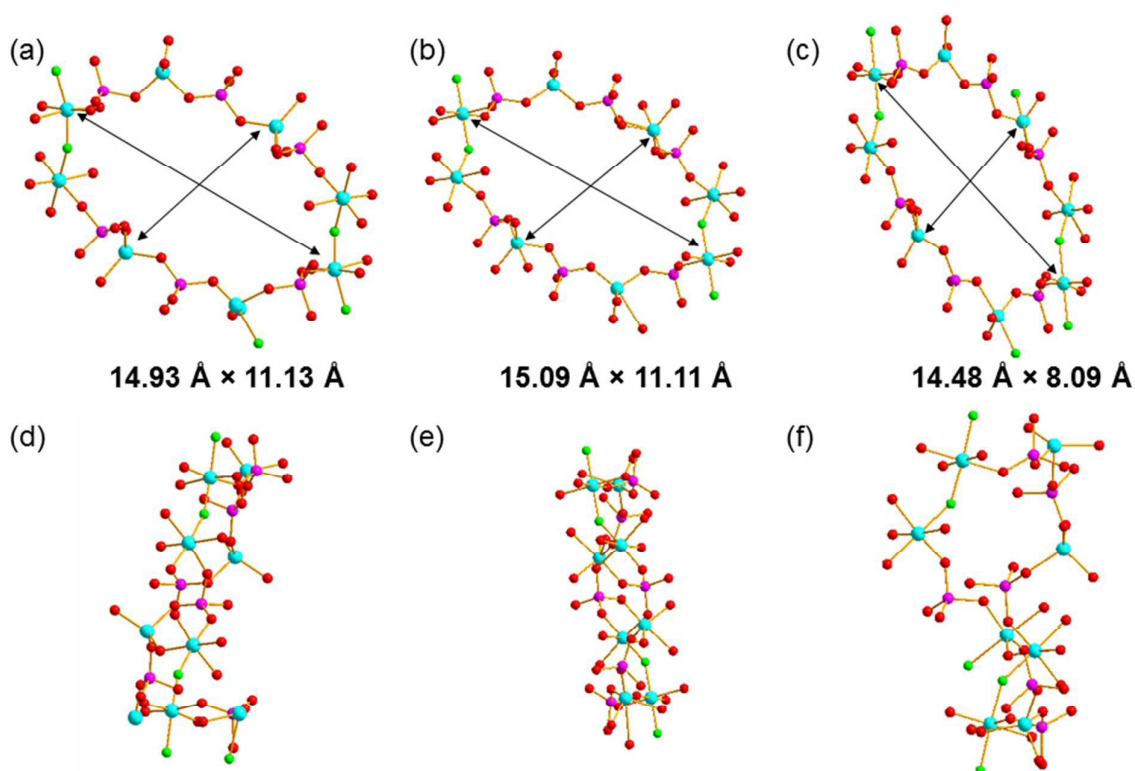 (a)
(b)
(c)
14.93 Å × 11.13 Å
15.09 Å × 11.11 Å
14.48 Å × 8.09 Å
(d)
(e)
(f)